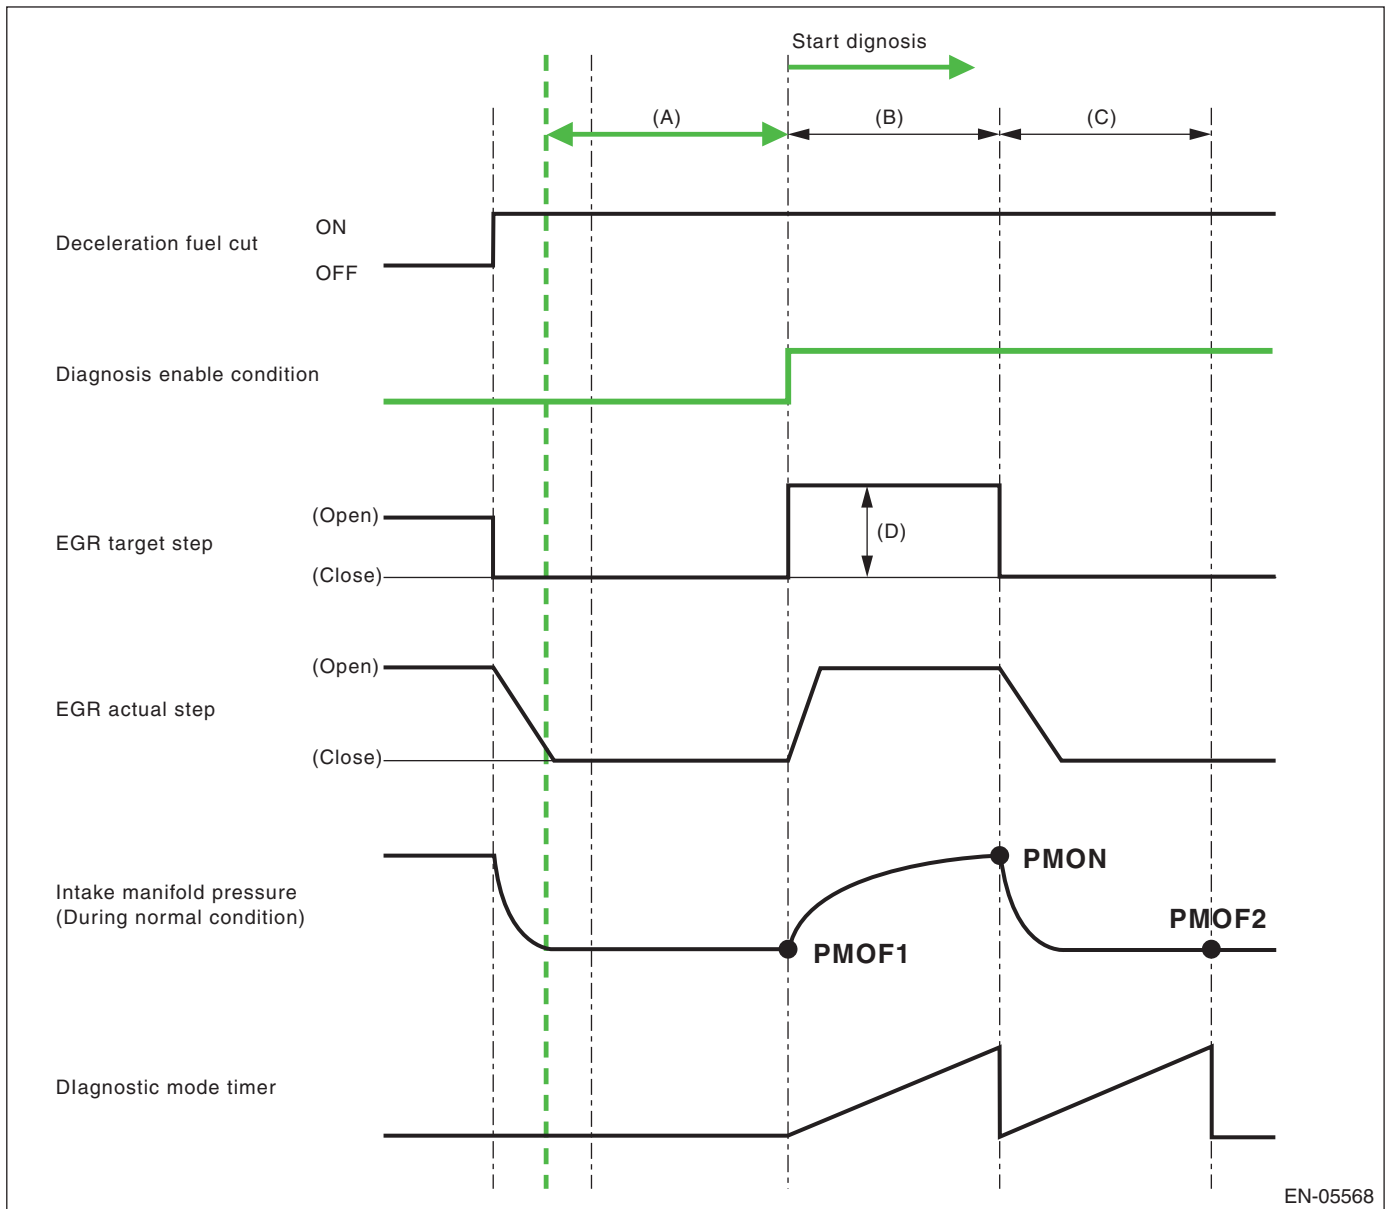 Start dignosis
(A)
(B)
(C)
Deceleration fuel cut
ON
OFF
Diagnosis enable condition
EGR target step
(Open)
(Close)
(D)
EGR actual step
(Open)
(Close)
Intake manifold pressure
(During normal condition)
PMOF1
PMON
PMOF2
DIagnostic mode timer
EN-05568